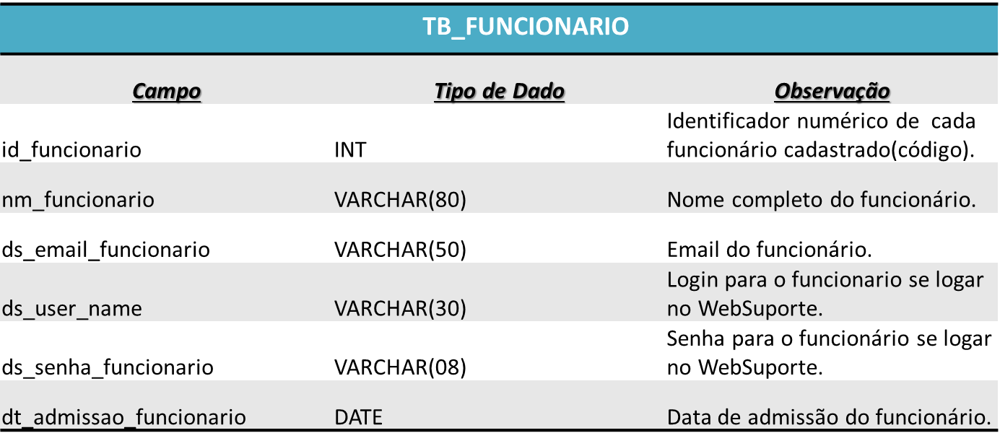 TB_FUNCIONARIO
Campo Tipo de Dado Observação
Identificador numérico de cada
id_funcionario INT funcionário cadastrado(código).
nm_funcionario VARCHAR(80) Nome completo do funcionário.
ds_email_funcionario VARCHAR(50) Email do funcionário.
Login para o funcionario se logar
ds_user_name VARCHAR(30) no WebSuporte.
Senha para o funcionário se logar
ds_senha_funcionario VARCHAR(08) no WebSuporte.
dt_admissao_funcionario DATE Data de admissão do funcionário.